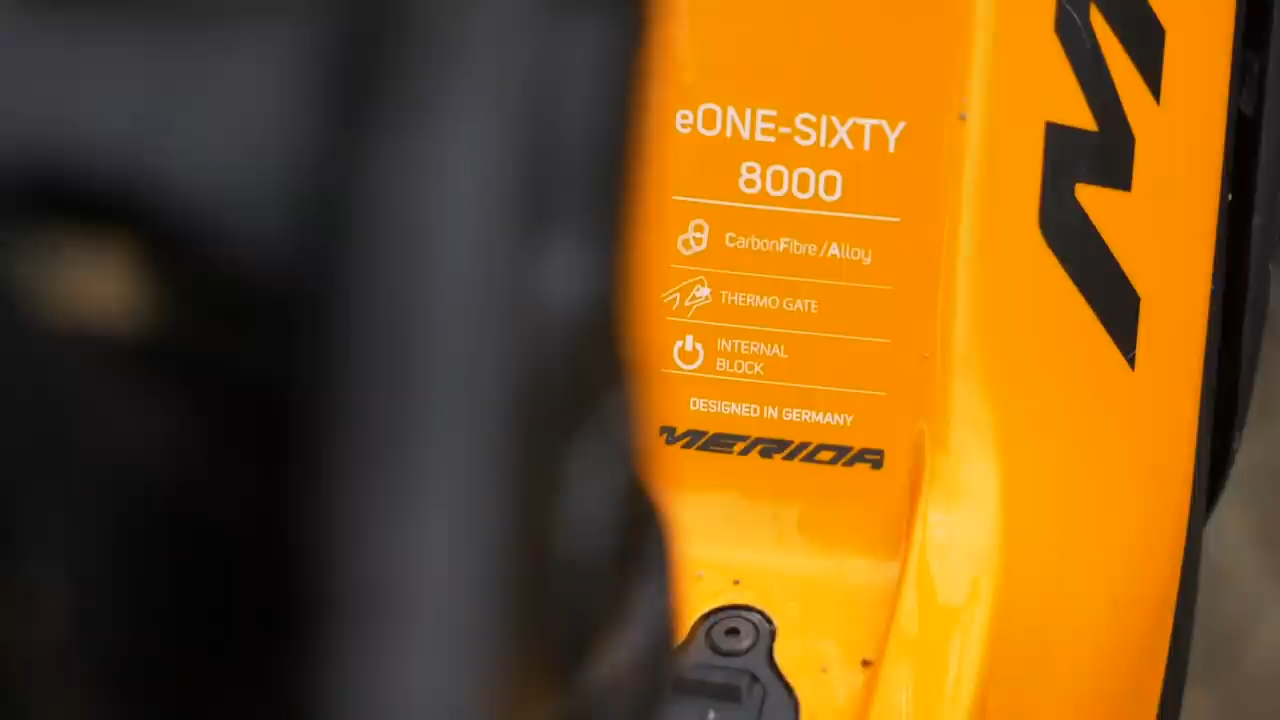 eONE-SIXTY
8000
CarbonFibre/Alloy
THERMO GATE
INTERNAL
BLOCK
DESIGNED IN GERMANY
MERIDA